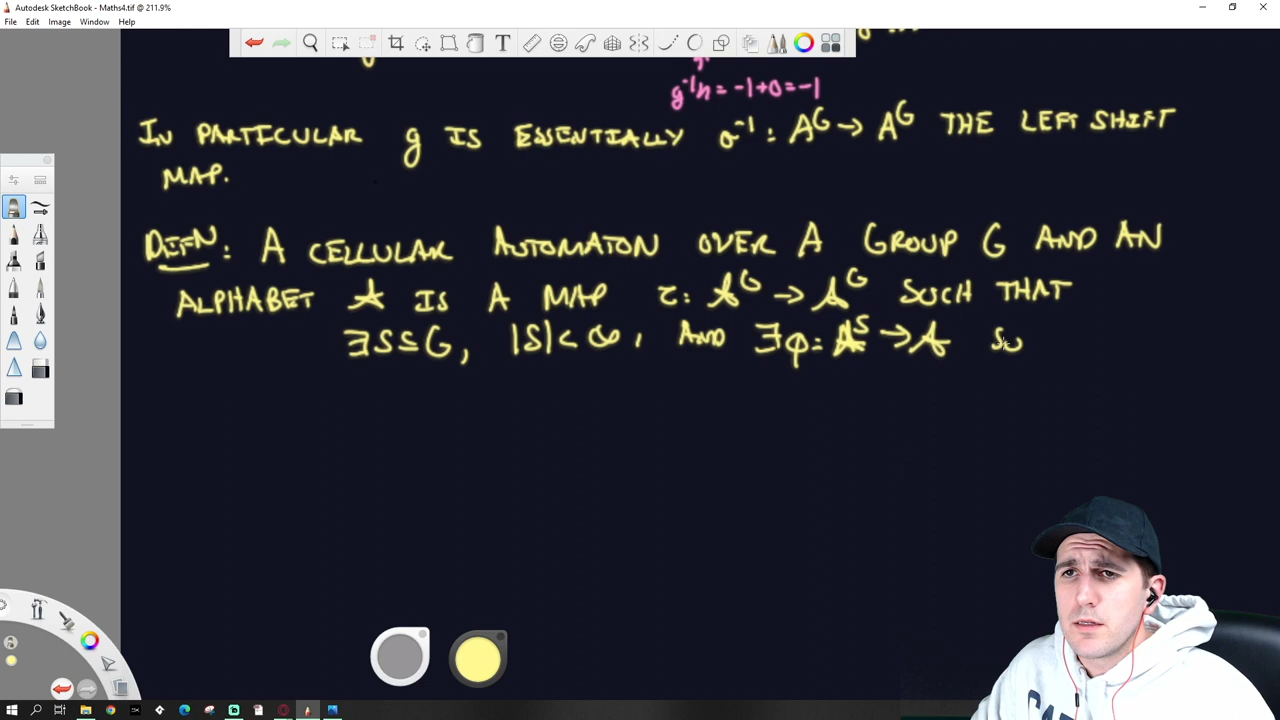 Autodesk SketchBook - Maths4.tif @ 211.9%
File Edit Image Window Help
g⁻¹n = -1+0 = -1
IN PARTICULAR g IS ESSENTIALLY σ⁻¹ : A^G → A^G THE LEFT SHIFT
MAP.
DEFN: A CELLULAR AUTOMATON OVER A GROUP G AND AN
ALPHABET A IS A MAP τ: A^G → A^G SUCH THAT
∃S⊆G, |S|<∞, AND ∃φ: A^S → A